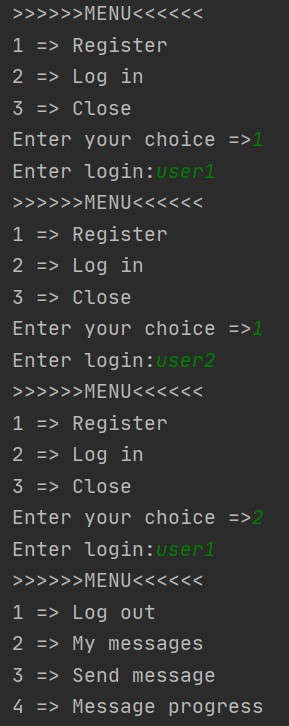 >>>>>>MENU<<<<<<
1 => Register
2 => Log in
3 => Close
Enter your choice =>1
Enter login:user1
>>>>>>MENU<<<<<<
1 => Register
2 => Log in
3 => Close
Enter your choice =>1
Enter login:user2
>>>>>>MENU<<<<<<
1 => Register
2 => Log in
3 => Close
Enter your choice =>2
Enter login:user1
>>>>>>MENU<<<<<<
1 => Log out
2 => My messages
3 => Send message
4 => Message progress